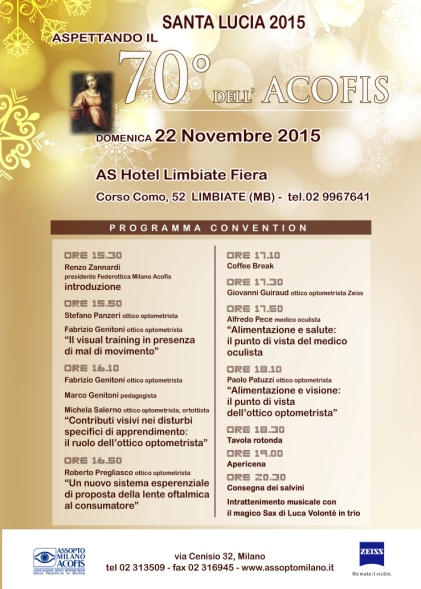 SANTA LUCIA 2015
ASPETTANDO IL
70° DELL' ACOFIS
DOMENICA 22 Novembre 2015
AS Hotel Limbiate Fiera
Corso Como, 52 LIMBIATE (MB) - tel.02 9967641
PROGRAMMA CONVENTION
ORE 15.30
Renzo Zannardi
presidente Federottica Milano Acofis
introduzione
ORE 15.50
Stefano Panzeri ottico optometrista
Fabrizio Genitoni ottico optometrista
“Il visual training in presenza
di mal di movimento”
ORE 16.10
Fabrizio Genitoni ottico optometrista
Marco Genitoni pedagogista
Michela Salerno ottico optometrista, ortottista
“Contributi visivi nei disturbi
specifici di apprendimento:
il ruolo dell’ottico optometrista”
ORE 16.50
Roberto Pregliasco ottico optometrista
“Un nuovo sistema esperenziale
di proposta della lente oftalmica
al consumatore”
ORE 17.10
Coffee Break
ORE 17.30
Giovanni Guiraud ottico optometrista Zeiss
ORE 17.50
Alfredo Pece medico oculista
“Alimentazione e salute:
il punto di vista del medico
oculista
ORE 18.10
Paolo Patuzzi ottico optometrista
“Alimentazione e visione:
il punto di vista
dell’ottico optometrista”
ORE 18.30
Tavola rotonda
ORE 19.00
Apericena
ORE 20.30
Consegna dei salvini
Intrattenimento musicale con
il magico Sax di Luca Volontè in trio
ASSOPTO
MILANO
ACOFIS
ASSOCIAZIONE OTTICI OPTOMETRISTI
DELLA PROVINCIA DI MILANO
via Cenisio 32, Milano
tel 02 313509 - fax 02 316945 - www.assoptomilano.it
ZEISS
We make it visible.